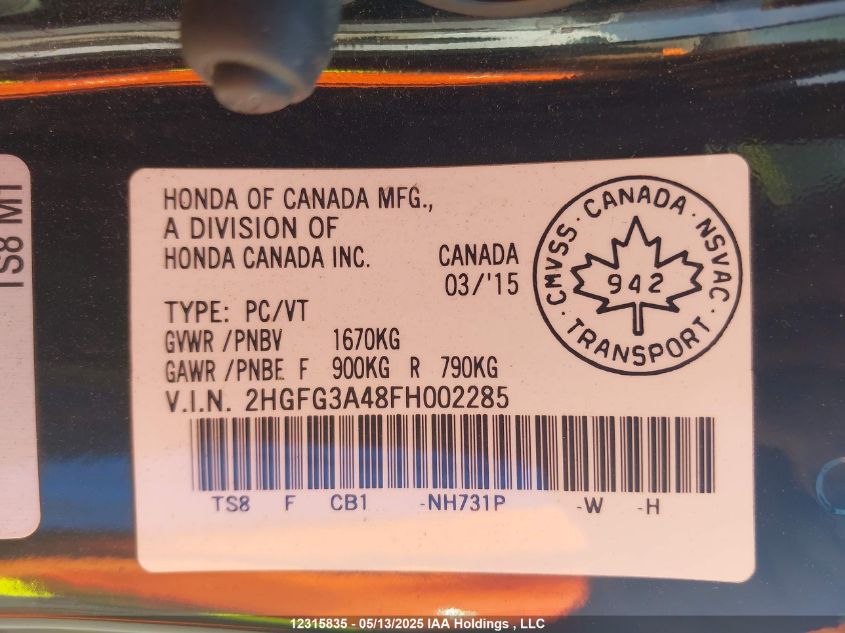 TS8 M1
HONDA OF CANADA MFG.,
A DIVISION OF
HONDA CANADA INC.
CANADA
03/'15
CMVSS · CANADA · NSVAC
942
· TRANSPORT ·
TYPE: PC/VT
GVWR /PNBV 1670KG
GAWR /PNBE F 900KG R 790KG
V.I.N. 2HGFG3A48FH002285
TS8 F CB1 -NH731P -W -H
12315835 - 05/13/2025 IAA Holdings , LLC